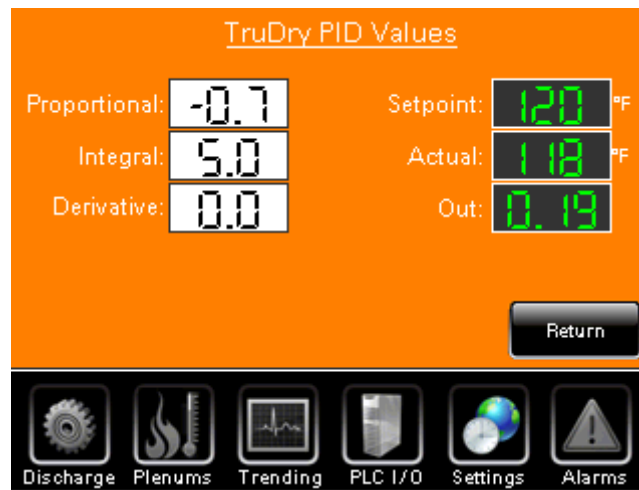 TruDry PID Values
Proportional: -0.7 Setpoint: 120 °F
Integral: 5.0 Actual: 118 °F
Derivative: 0.0 Out: 0.19
Return
Discharge Plenums Trending PLC I/O Settings Alarms